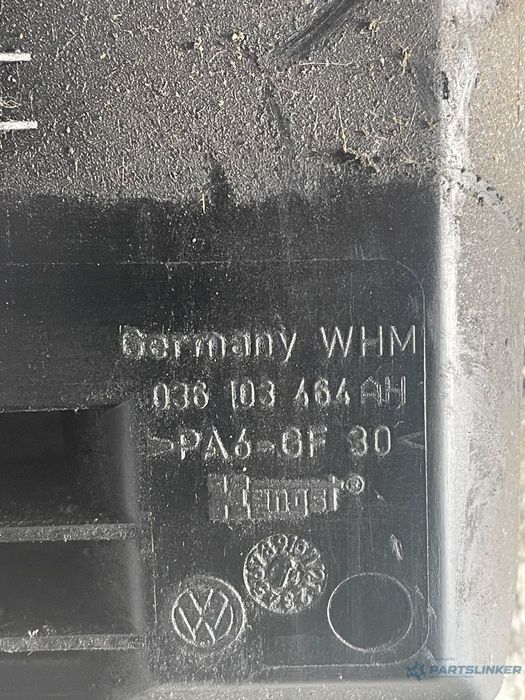 Germany WHM
036 103 464 AH
>PA6-GF 30<
Hengst®
PARTSLINKER